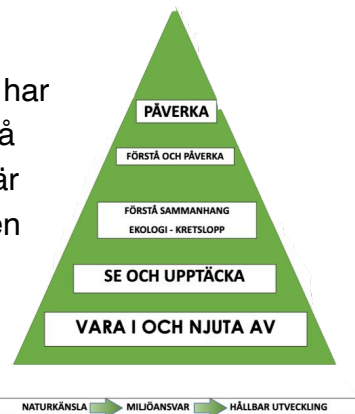 har
å
är
en
PÅVERKA
FÖRSTÅ OCH PÅVERKA
FÖRSTÅ SAMMANHANG
EKOLOGI - KRETSLOPP
SE OCH UPPTÄCKA
VARA I OCH NJUTA AV
NATURKÄNSLA MILJÖANSVAR HÅLLBAR UTVECKLING